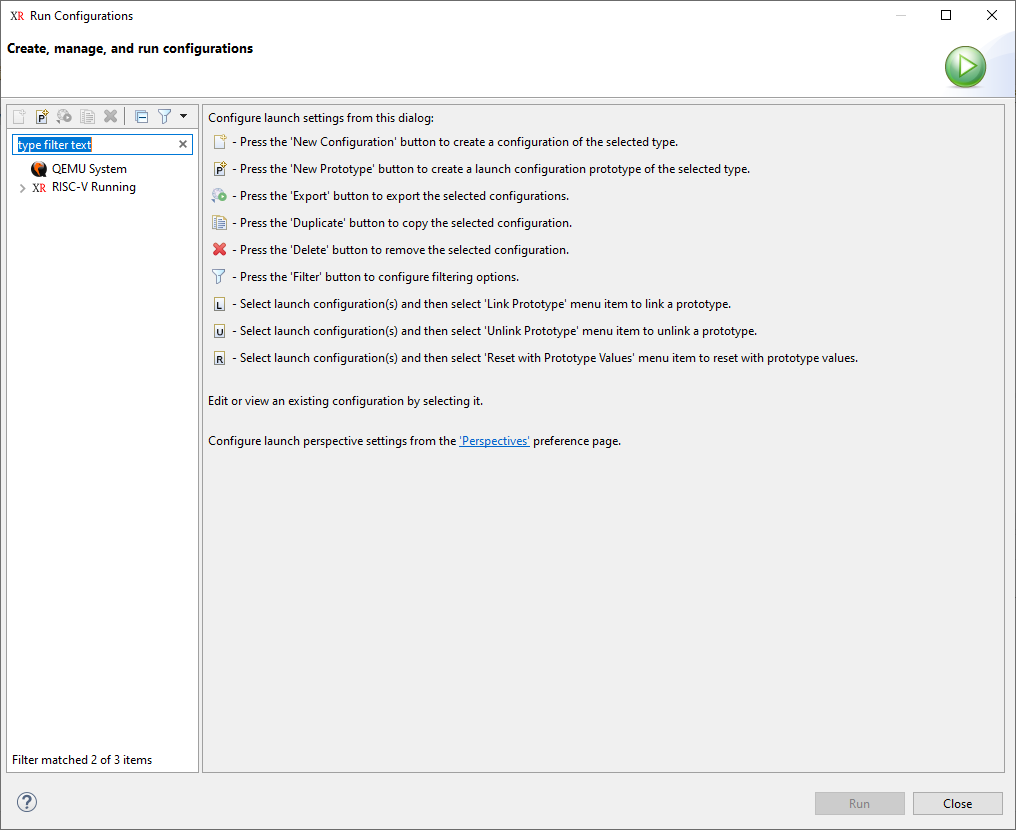 XR Run Configurations
Create, manage, and run configurations
P
type filter text
QEMU System
XR RISC-V Running
Filter matched 2 of 3 items
Configure launch settings from this dialog:
- Press the 'New Configuration' button to create a configuration of the selected type.
P - Press the 'New Prototype' button to create a launch configuration prototype of the selected type.
- Press the 'Export' button to export the selected configurations.
- Press the 'Duplicate' button to copy the selected configuration.
- Press the 'Delete' button to remove the selected configuration.
- Press the 'Filter' button to configure filtering options.
L - Select launch configuration(s) and then select 'Link Prototype' menu item to link a prototype.
U - Select launch configuration(s) and then select 'Unlink Prototype' menu item to unlink a prototype.
R - Select launch configuration(s) and then select 'Reset with Prototype Values' menu item to reset with prototype values.
Edit or view an existing configuration by selecting it.
Configure launch perspective settings from the 'Perspectives' preference page.
?
Run
Close